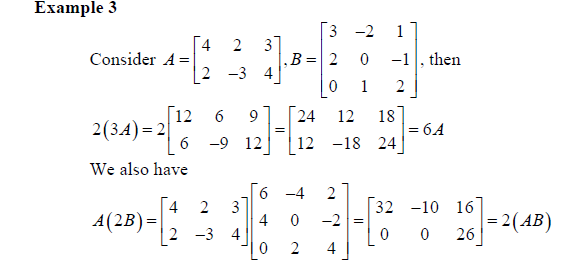 Example 3
Consider A = [4 2 3; 2 −3 4], B = [3 −2 1; 2 0 −1; 0 1 2], then
2(3A) = 2[12 6 9; 6 −9 12] = [24 12 18; 12 −18 24] = 6A
We also have
A(2B) = [4 2 3; 2 −3 4][6 −4 2; 4 0 −2; 0 2 4] = [32 −10 16; 0 0 26] = 2(AB)